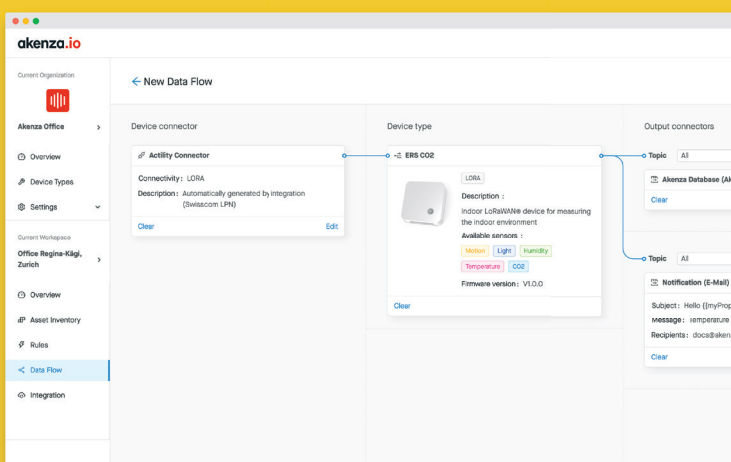 akenza.io
Current Organization
Akenza Office
Overview
Device Types
Settings
Current Workspace
Office Regina-Kägi,
Zurich
Overview
Asset Inventory
Rules
Data Flow
Integration
New Data Flow
Device connector
Actility Connector
Connectivity: LORA
Description: Automatically generated by integration
(Swisscom LPN)
Clear Edit
Device type
ERS CO2
LORA
Description :
Indoor LoRaWAN® device for measuring
the indoor environment
Available sensors :
Motion Light Humidity
Temperature CO2
Firmware version: V1.0.0
Clear
Output connectors
Topic All
Akenza Database (Ak
Clear
Topic All
Notification (E-Mail)
Subject: Hello {{myProp
Message: Temperature
Recipients: docs@aken
Clear